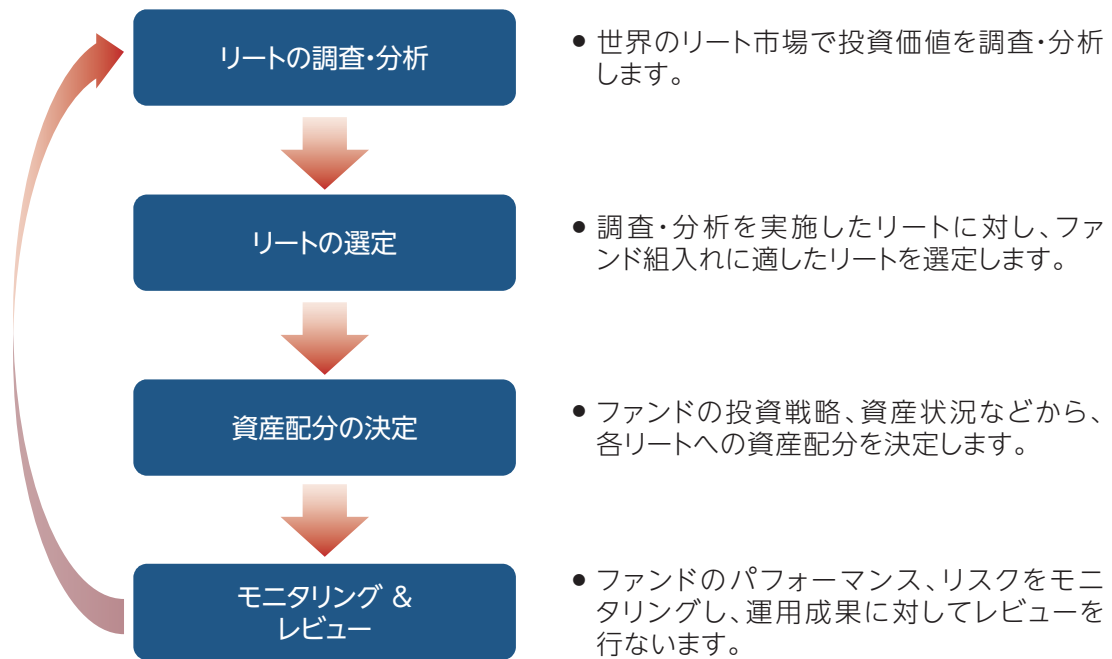 リートの調査･分析
● 世界のリート市場で投資価値を調査･分析
します。
リートの選定
● 調査･分析を実施したリートに対し、ファ
ンド組入れに適したリートを選定します。
資産配分の決定
● ファンドの投資戦略、資産状況などから、
各リートへの資産配分を決定します。
モニタリング &
レビュー
● ファンドのパフォーマンス、リスクをモニ
タリングし、運用成果に対してレビューを
行ないます。